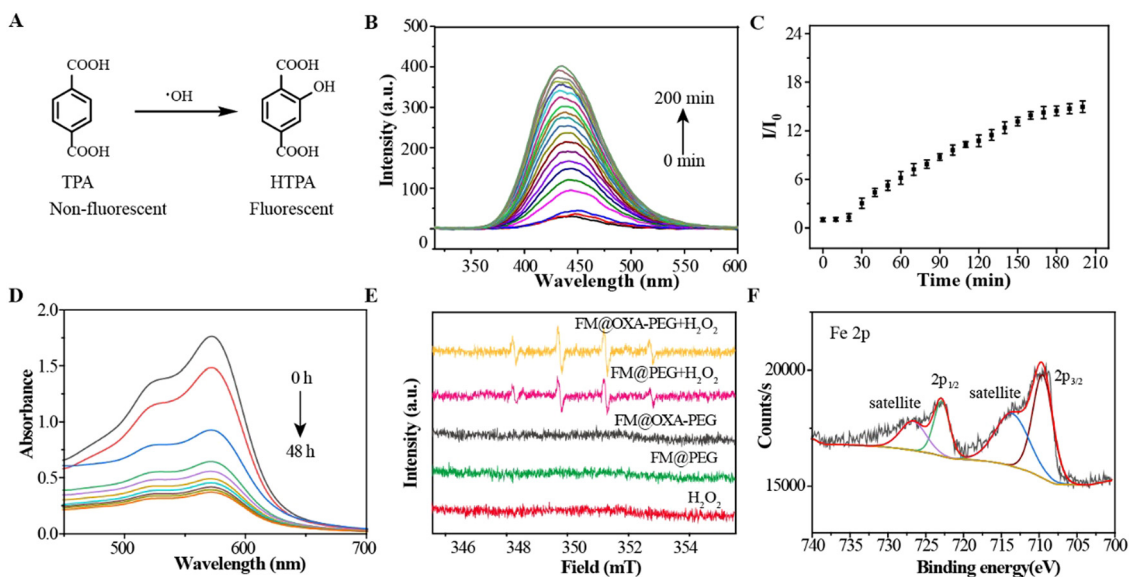 A
COOH
COOH
TPA
Non-fluorescent
•OH
COOH
OH
COOH
HTPA
Fluorescent
B
Intensity (a.u.)
500
400
300
200
100
0
200 min
0 min
350
400
450
500
550
600
Wavelength (nm)
C
I/I₀
24
18
12
6
0
0
30
60
90
120
150
180
210
Time (min)
D
Absorbance
2.0
1.5
1.0
0.5
0.0
0 h
48 h
500
600
700
Wavelength (nm)
E
Intensity (a.u.)
FM@OXA-PEG+H₂O₂
FM@PEG+H₂O₂
FM@OXA-PEG
FM@PEG
H₂O₂
346
348
350
352
354
Field (mT)
F
Fe 2p
Counts/s
20000
15000
satellite
2p₁/₂
satellite
2p₃/₂
740
735
730
725
720
715
710
705
700
Binding energy(eV)